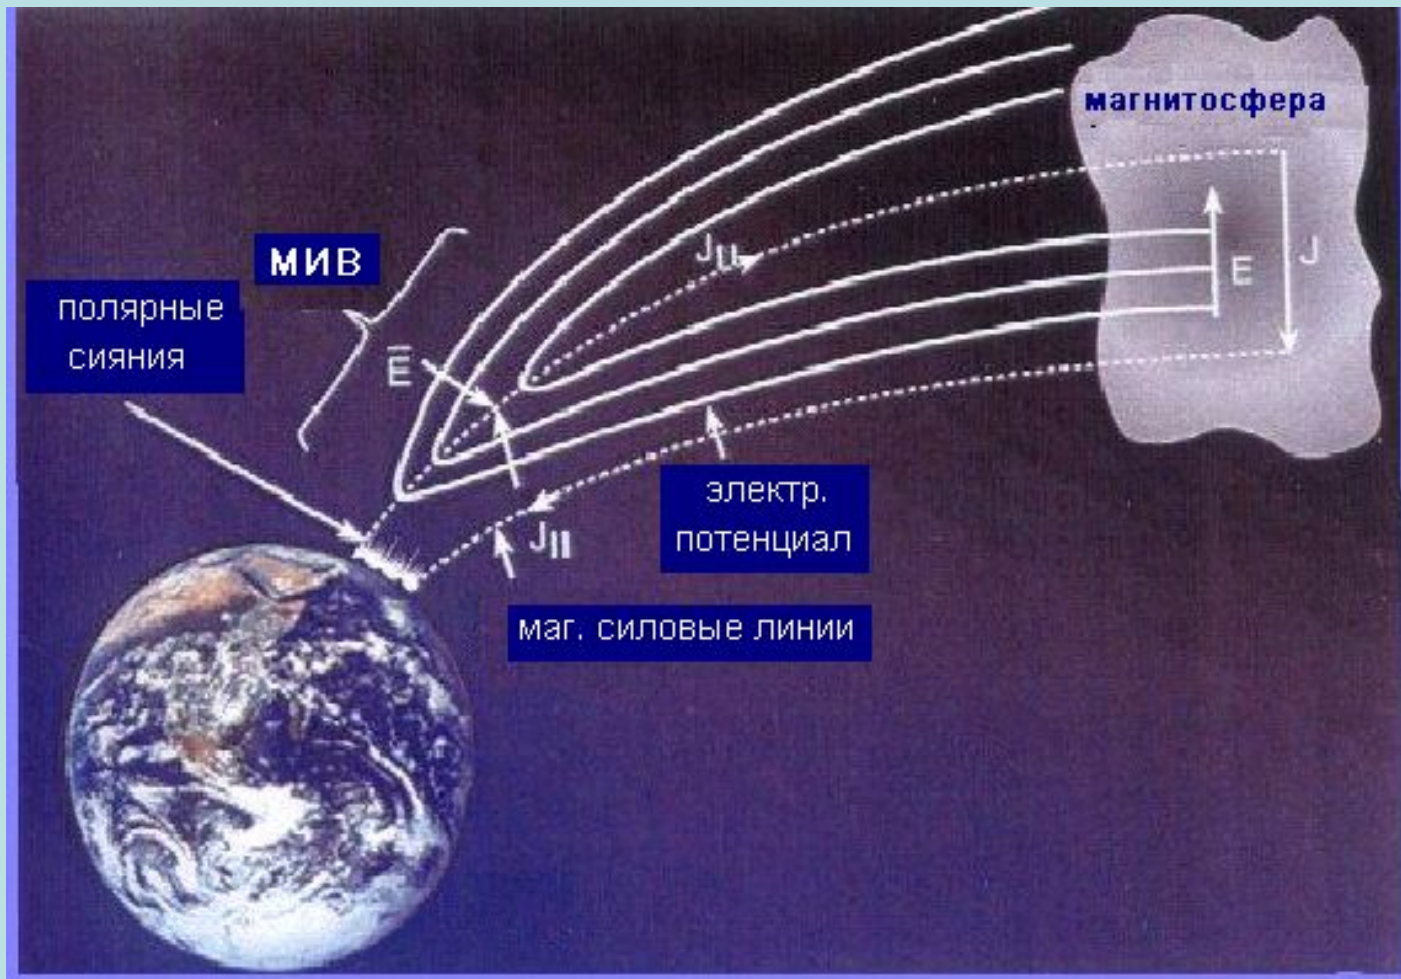 магнитосфера
МИВ
полярные
сияния
J||
E
J
E̅
J||
электр.
потенциал
маг. силовые линии